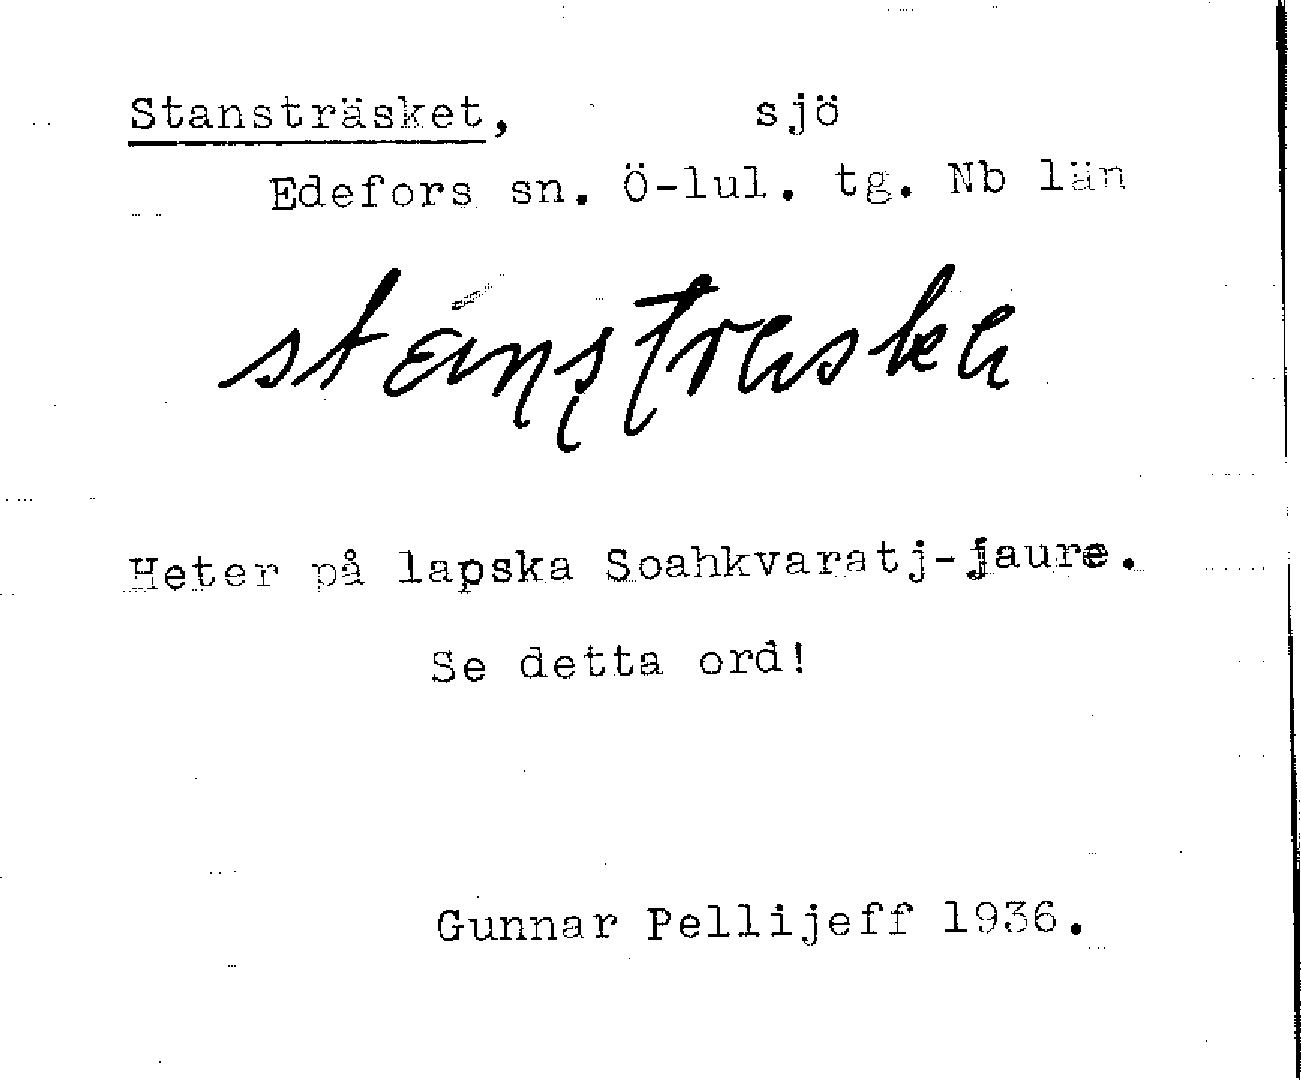 Stansträsket, sjö
Edefors sn. Ö-lul. tg. Nb län
Heter på lapska Soahkvaratj-jaure.
Se detta ord!
Gunnar Pellijeff 1936.